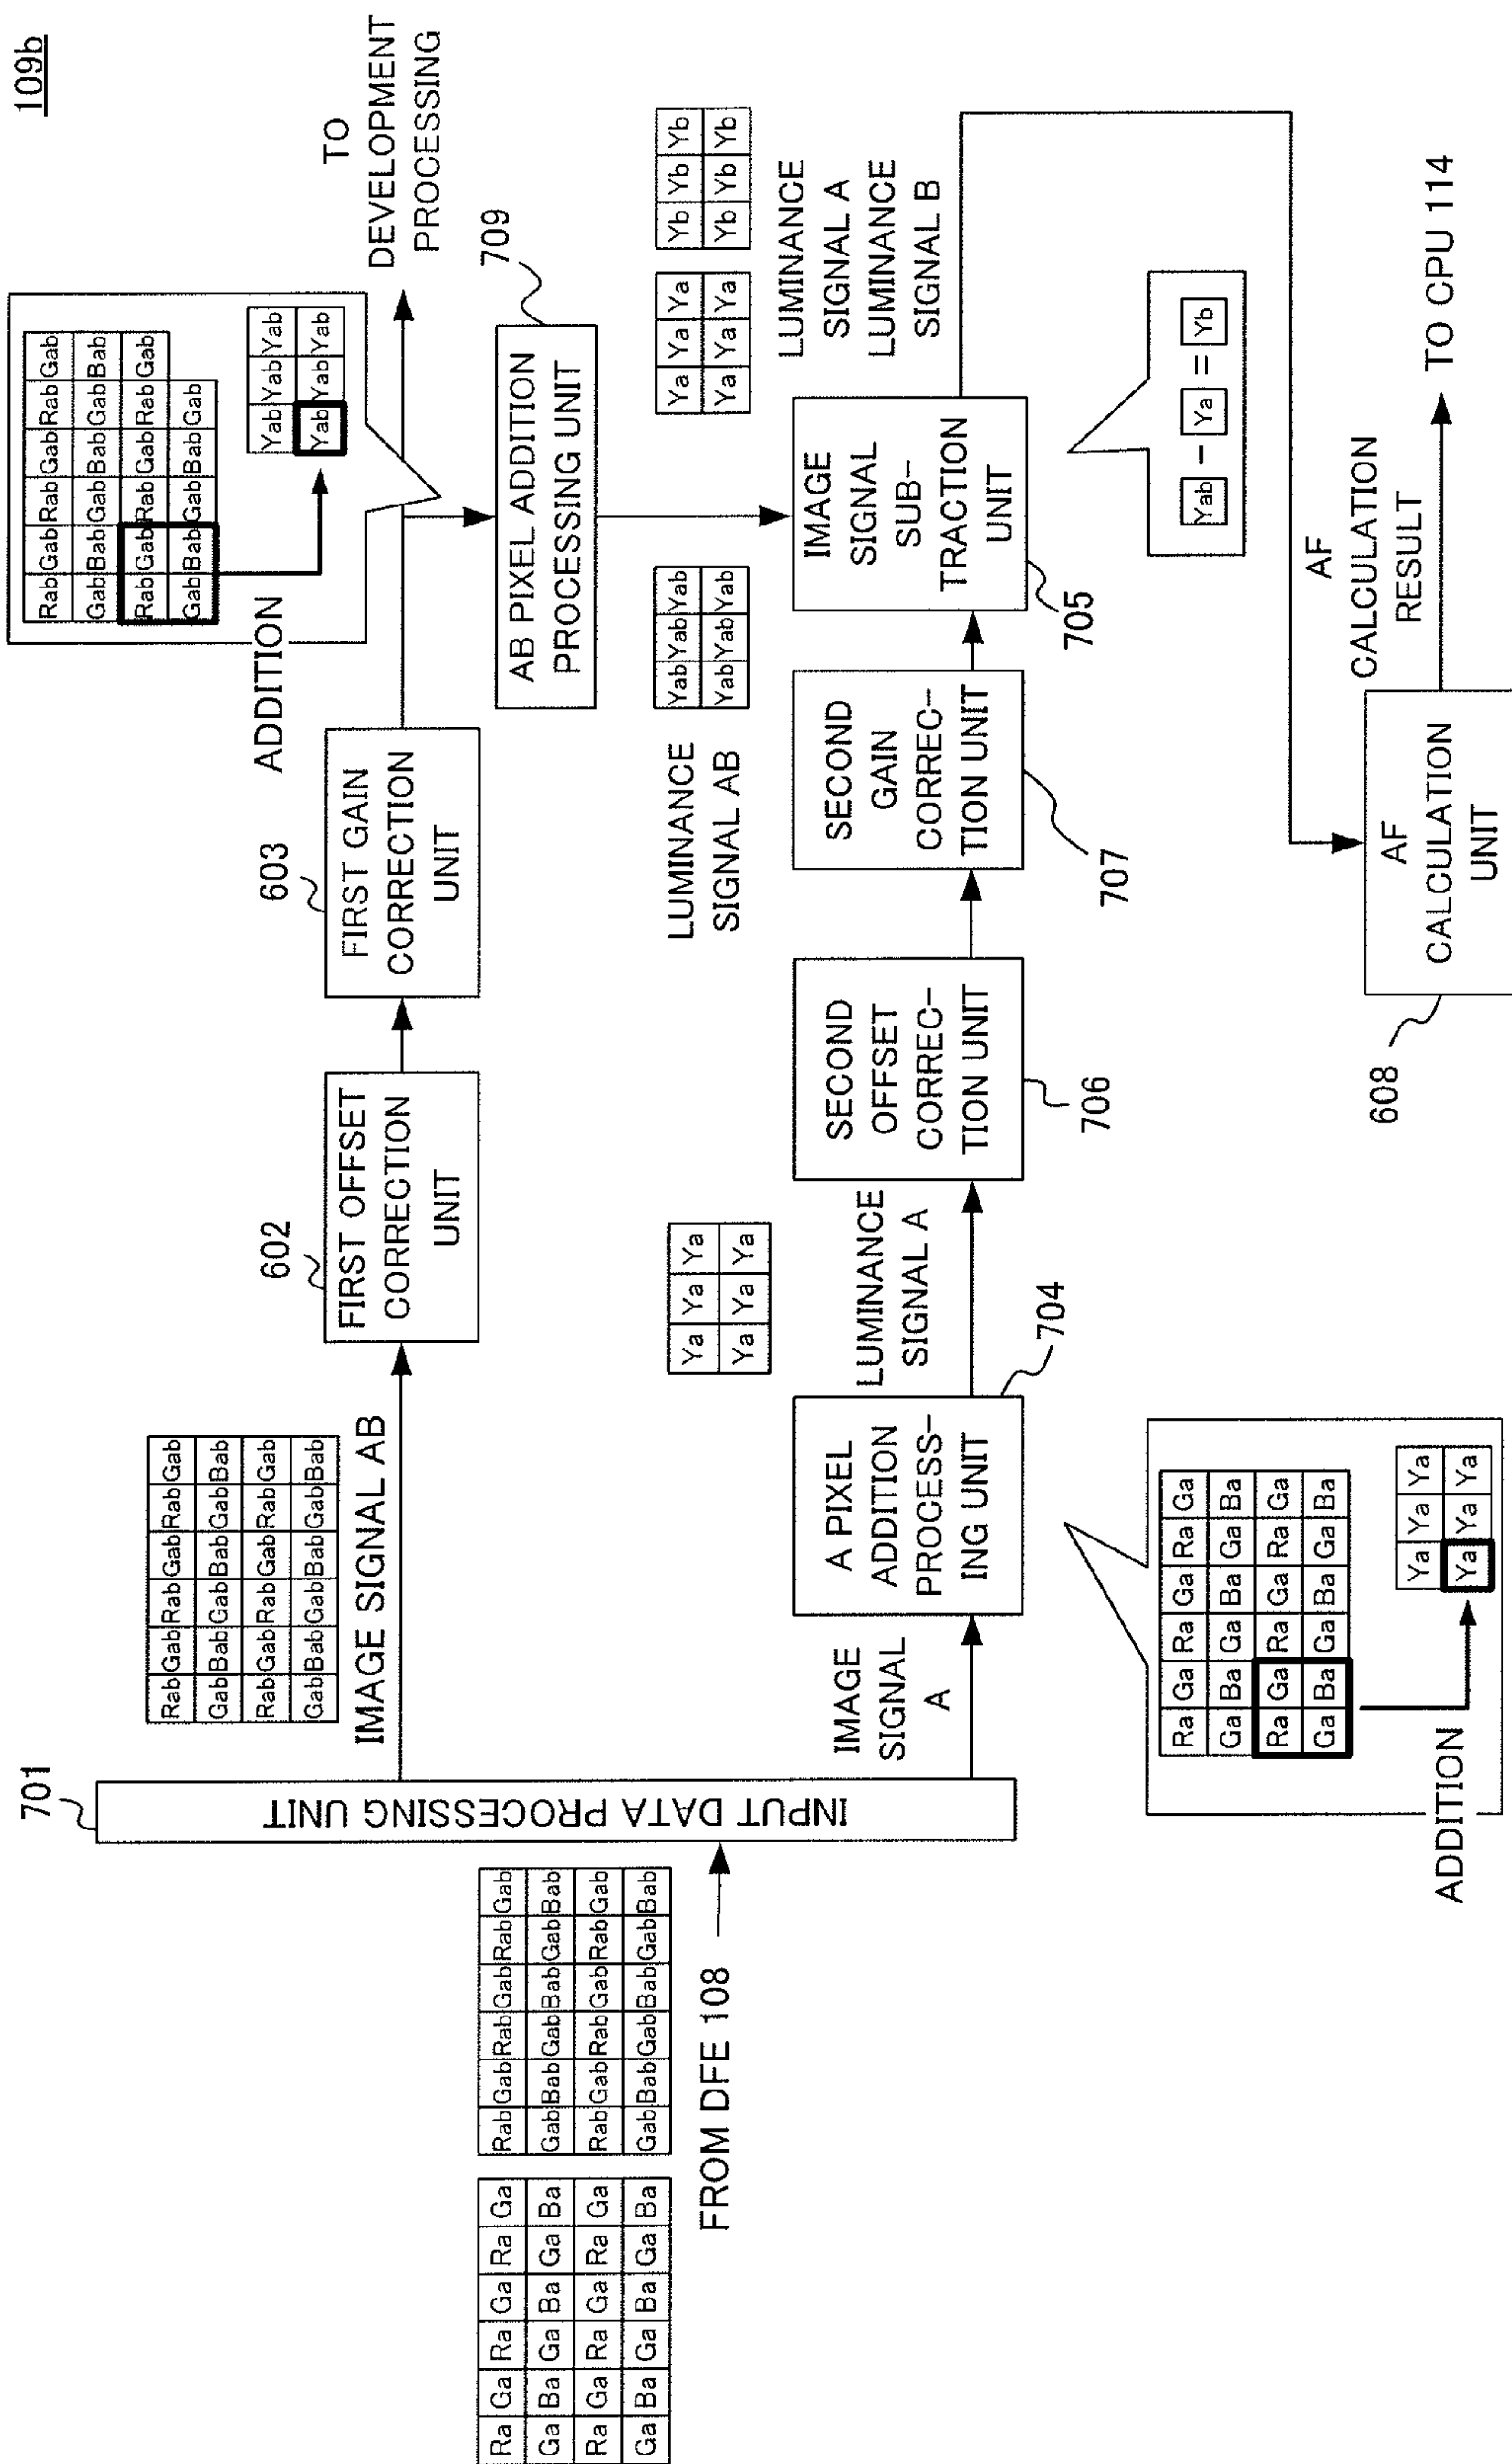 109b
701
INPUT DATA PROCESSING UNIT
Ra Ga Ra Ga Ra Ga
Ga Ba Ga Ba Ga Ba
Ra Ga Ra Ga Ra Ga
Ga Ba Ga Ba Ga Ba
Rab Gab Rab Gab Rab Gab
Gab Bab Gab Bab Gab Bab
Rab Gab Rab Gab Rab Gab
Gab Bab Gab Bab Gab Bab
FROM DFE 108
Rab Gab Rab Gab Rab Gab
Gab Bab Gab Bab Gab Bab
Rab Gab Rab Gab Rab Gab
Gab Bab Gab Bab Gab Bab
IMAGE SIGNAL AB
602
FIRST OFFSET
CORRECTION
UNIT
603
FIRST GAIN
CORRECTION
UNIT
Rab Gab Rab Gab Rab Gab
Gab Bab Gab Bab Gab Bab
Rab Gab Rab Gab Rab Gab
Gab Bab Gab Bab Gab
ADDITION
Yab Yab Yab
Yab Yab Yab
TO
DEVELOPMENT
PROCESSING
709
AB PIXEL ADDITION
PROCESSING UNIT
LUMINANCE
SIGNAL AB
Yab Yab Yab
Yab Yab Yab
IMAGE
SIGNAL
A
A PIXEL
ADDITION
PROCESS-
ING UNIT
704
Ra Ga Ra Ga Ra Ga
Ga Ba Ga Ba Ga Ba
Ra Ga Ra Ga Ra Ga
Ga Ba Ga Ba Ga Ba
ADDITION
Ya Ya Ya
Ya Ya Ya
Ya Ya Ya
Ya Ya Ya
LUMINANCE
SIGNAL A
SECOND
OFFSET
CORREC-
TION UNIT
706
SECOND
GAIN
CORREC-
TION UNIT
707
IMAGE
SIGNAL
SUB-
TRACTION
UNIT
705
Yab - Ya = Yb
Ya Ya Ya
Ya Ya Ya
Yb Yb Yb
Yb Yb Yb
LUMINANCE
SIGNAL A
LUMINANCE
SIGNAL B
AF
CALCULATION
UNIT
608
AF
CALCULATION
RESULT
TO CPU 114